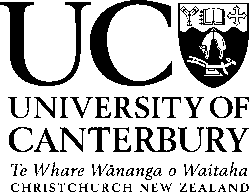 UC
UNIVERSITY OF
CANTERBURY
Te Whare Wānanga o Waitaha
CHRISTCHURCH NEW ZEALAND